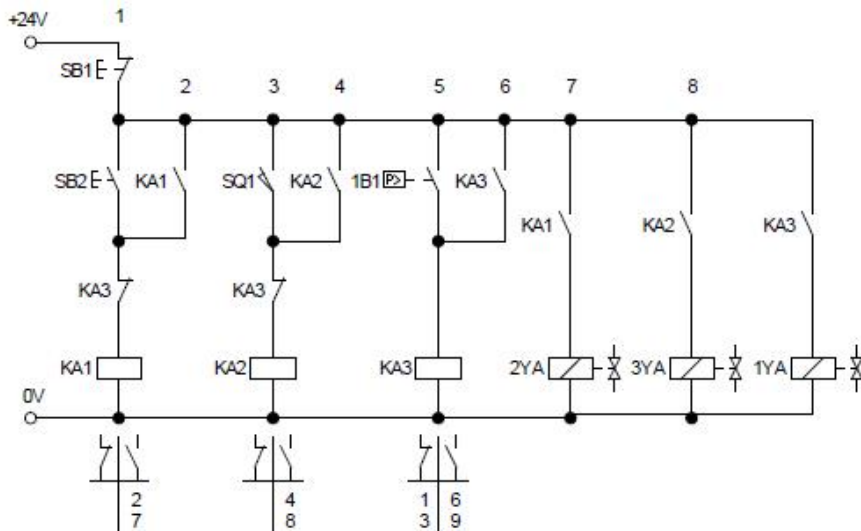 +24V 1
SB1
2 3 4 5 6 7 8
SB2 KA1 SQ1 KA2 1B1 P> KA3
KA1 KA2 KA3
KA3 KA3
KA1 KA2 KA3 2YA 3YA 1YA
0V
2 4 1 6
7 8 3 9